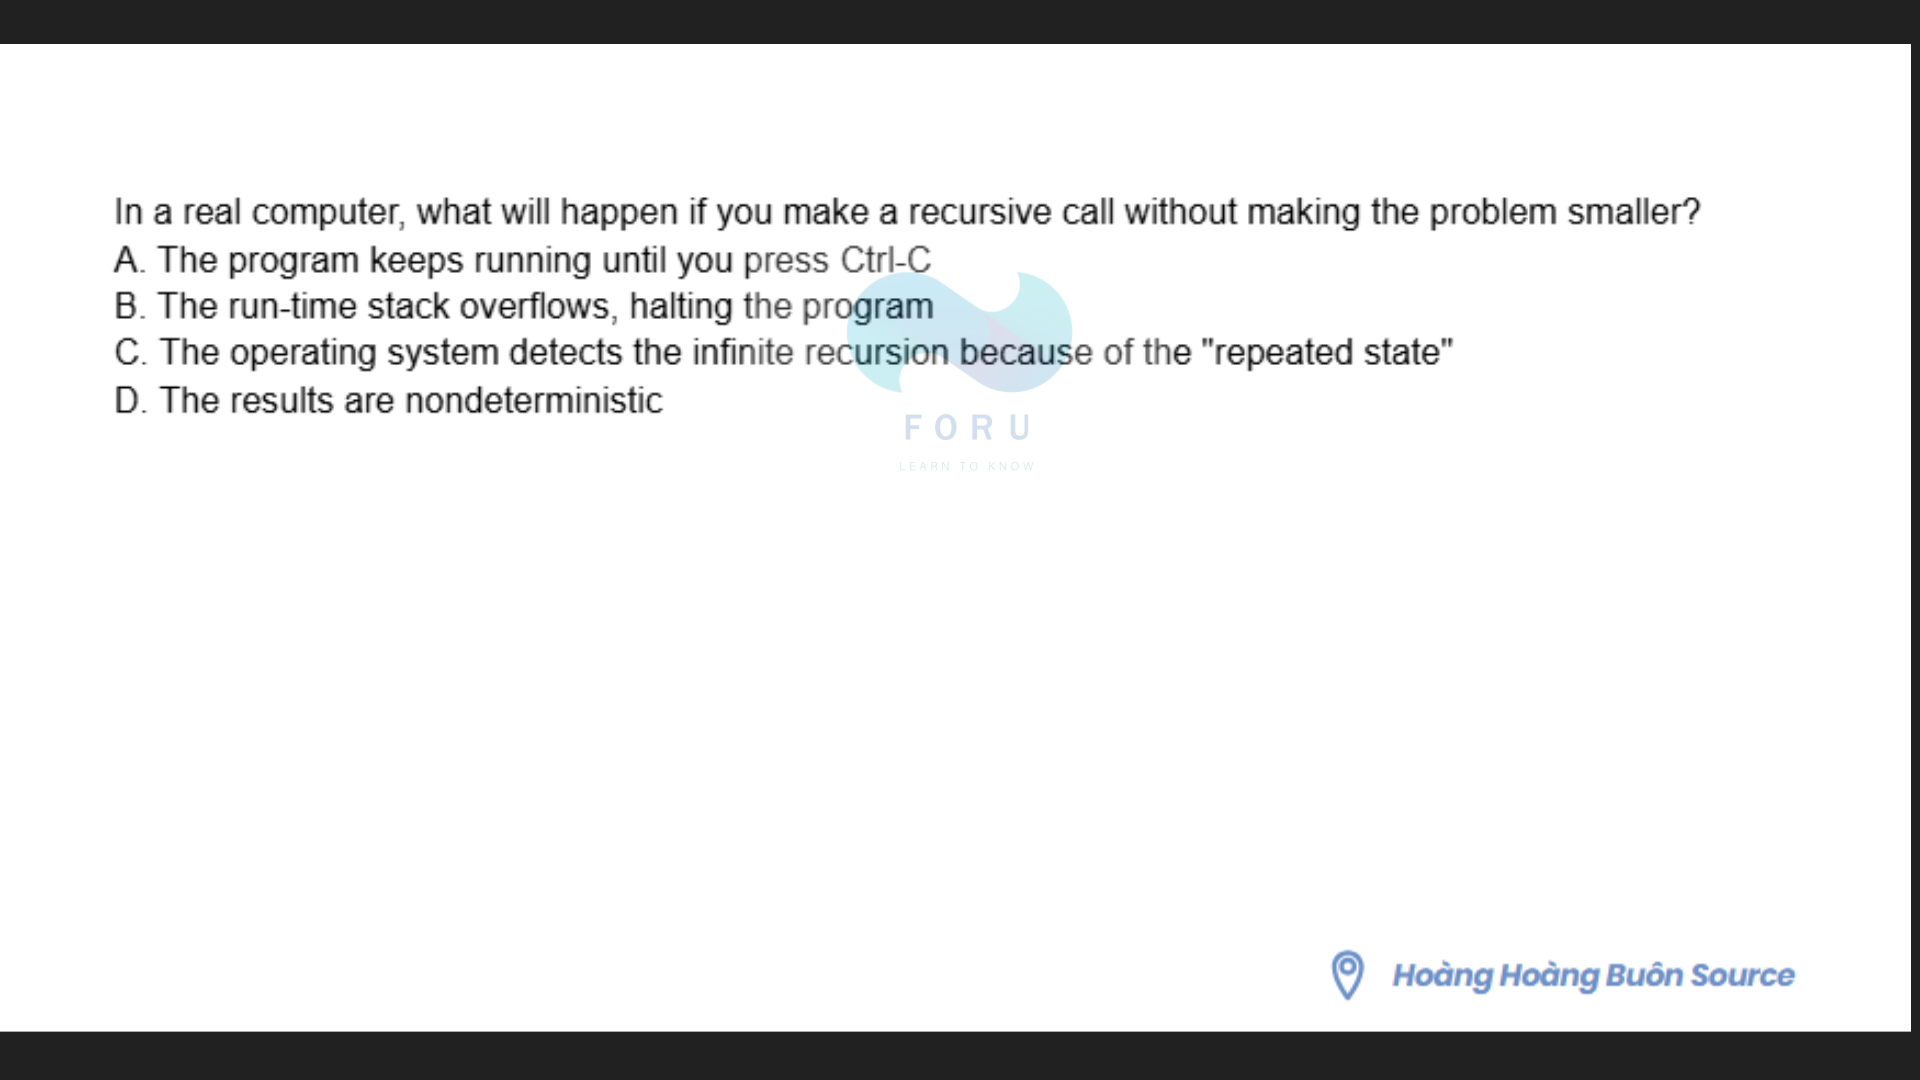 In a real computer, what will happen if you make a recursive call without making the problem smaller?
A. The program keeps running until you press Ctrl-C
B. The run-time stack overflows, halting the program
C. The operating system detects the infinite recursion because of the "repeated state"
D. The results are nondeterministic
FORU
LEARN TO KNOW
Hoàng Hoàng Buôn Source